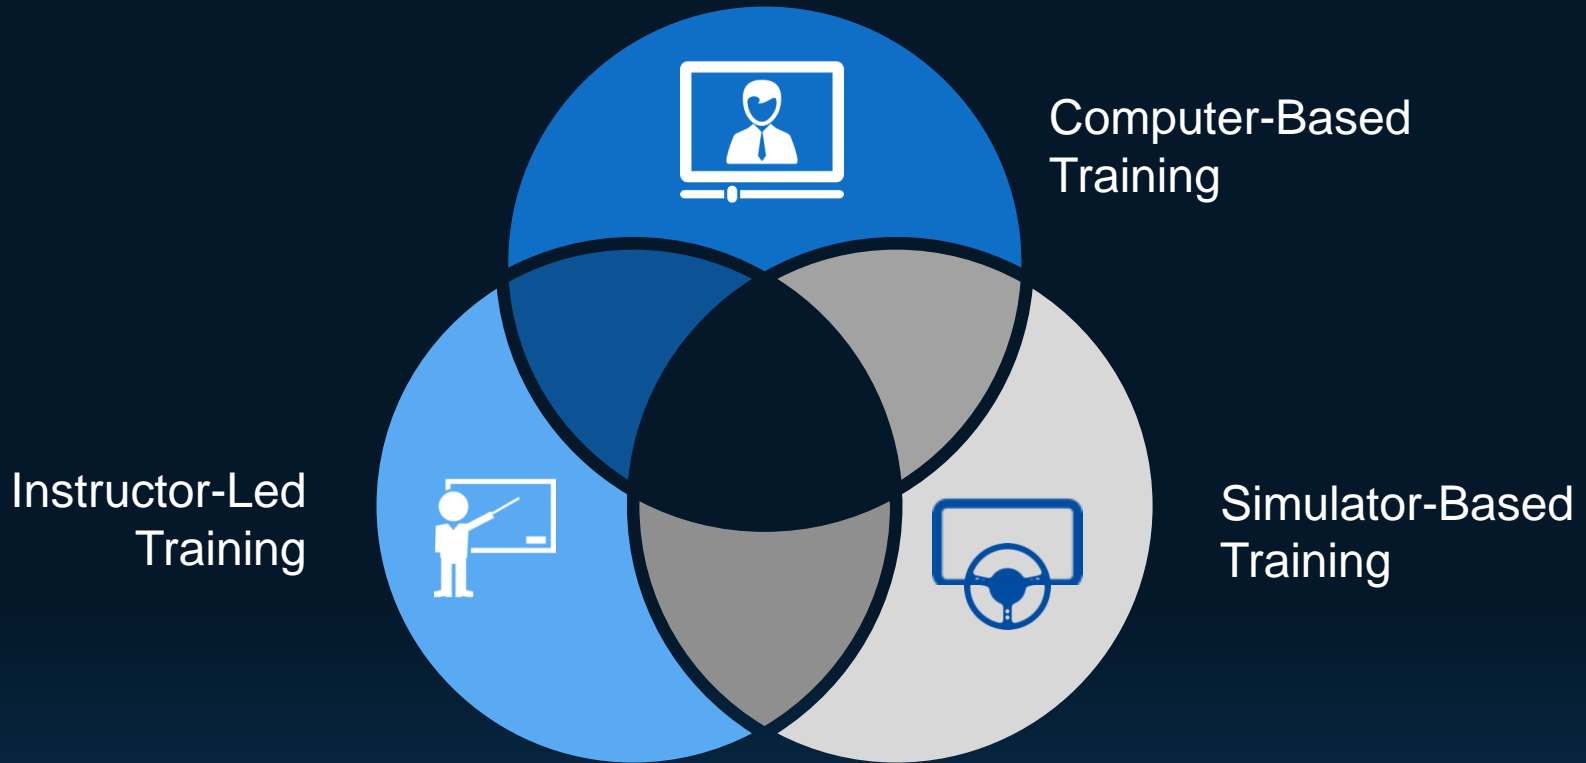 Computer-Based
Training
Instructor-Led
Training
Simulator-Based
Training